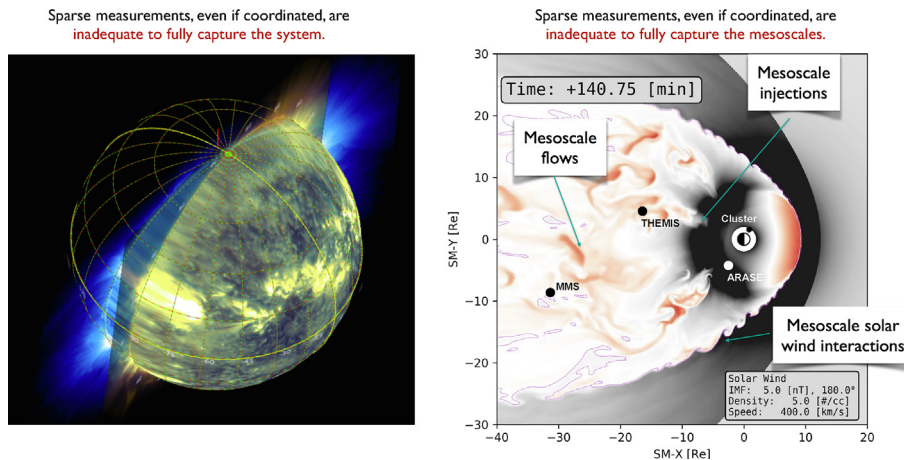 Sparse measurements, even if coordinated, are
inadequate to fully capture the system.
Sparse measurements, even if coordinated, are
inadequate to fully capture the mesoscales.
Time: +140.75 [min]
Mesoscale
injections
Mesoscale
flows
THEMIS
Cluster
ARASE
MMS
Mesoscale solar
wind interactions
Solar Wind
IMF: 5.0 [nT], 180.0°
Density: 5.0 [#/cc]
Speed: 400.0 [km/s]
SM-Y [Re]
30
20
10
0
−10
−20
−30
−40
−30
−20
−10
0
10
20
SM-X [Re]